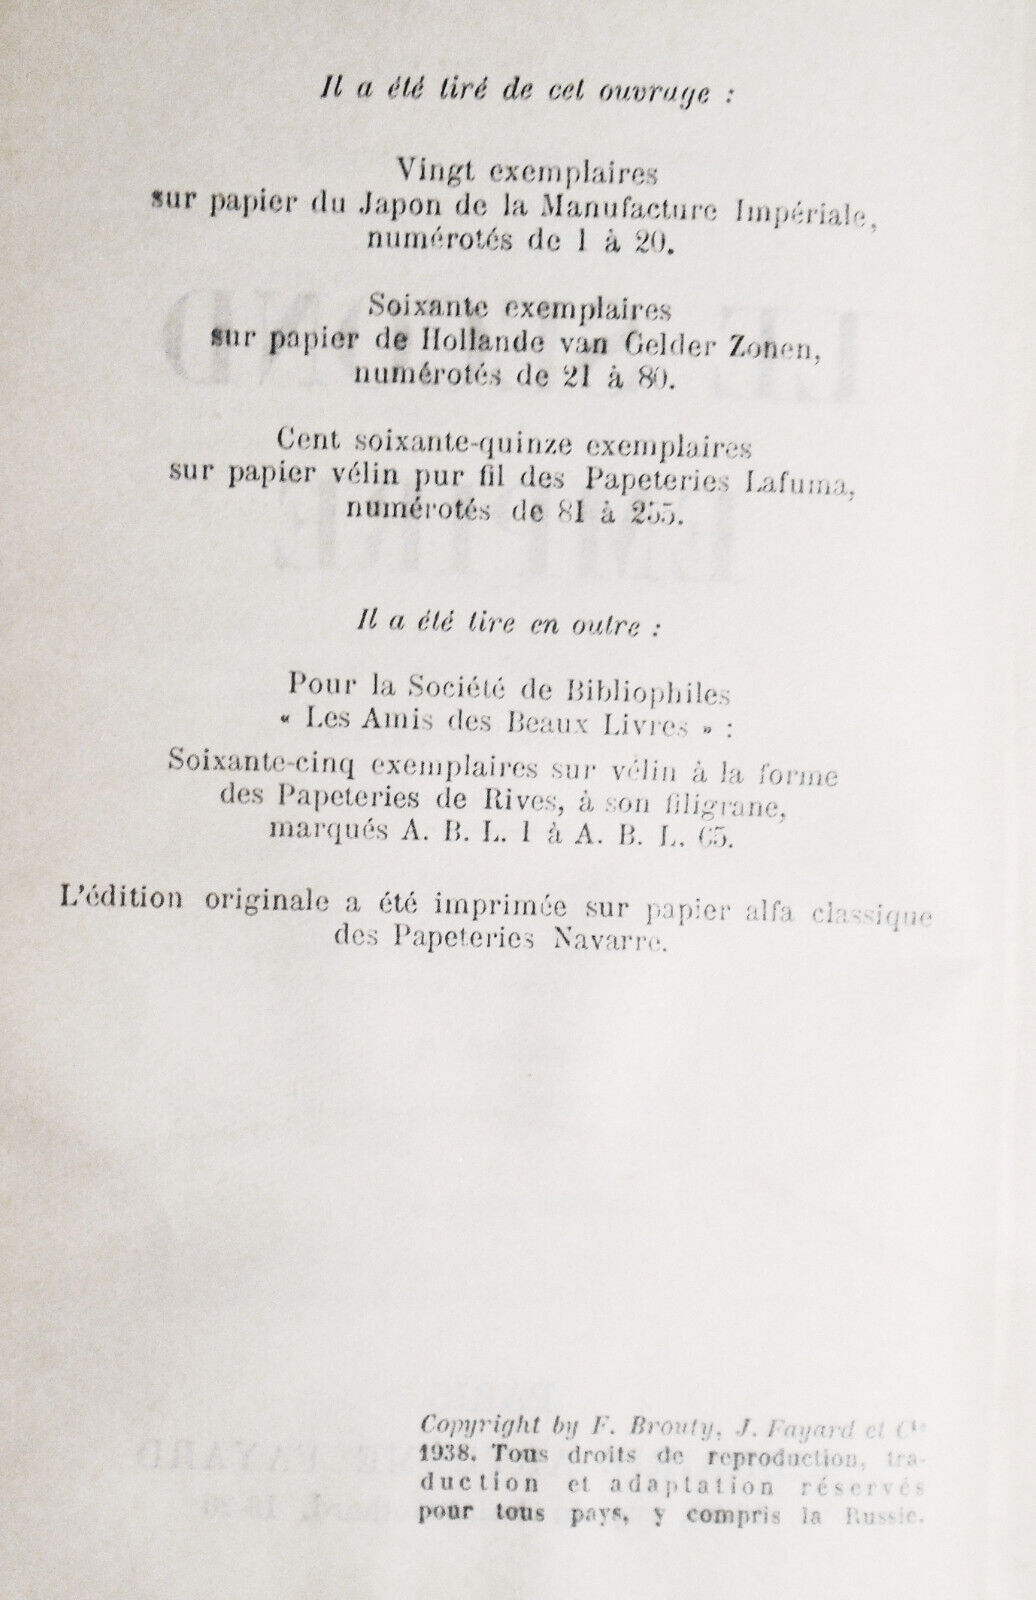 Il a été tiré de cet ouvrage :
Vingt exemplaires
sur papier du Japon de la Manufacture Impériale,
numérotés de 1 à 20.
Soixante exemplaires
sur papier de Hollande van Gelder Zonen,
numérotés de 21 à 80.
Cent soixante-quinze exemplaires
sur papier vélin pur fil des Papeteries Lafuma,
numérotés de 81 à 255.
Il a été tire en outre :
Pour la Société de Bibliophiles
« Les Amis des Beaux Livres » :
Soixante-cinq exemplaires sur vélin à la forme
des Papeteries de Rives, à son filigrane,
marqués A. B. L. 1 à A. B. L. 65.
L'édition originale a été imprimée sur papier alfa classique
des Papeteries Navarre.
Copyright by F. Brouty, J. Fayard et Cie
1938. Tous droits de reproduction, tra-
duction et adaptation réservés
pour tous pays, y compris la Russie.